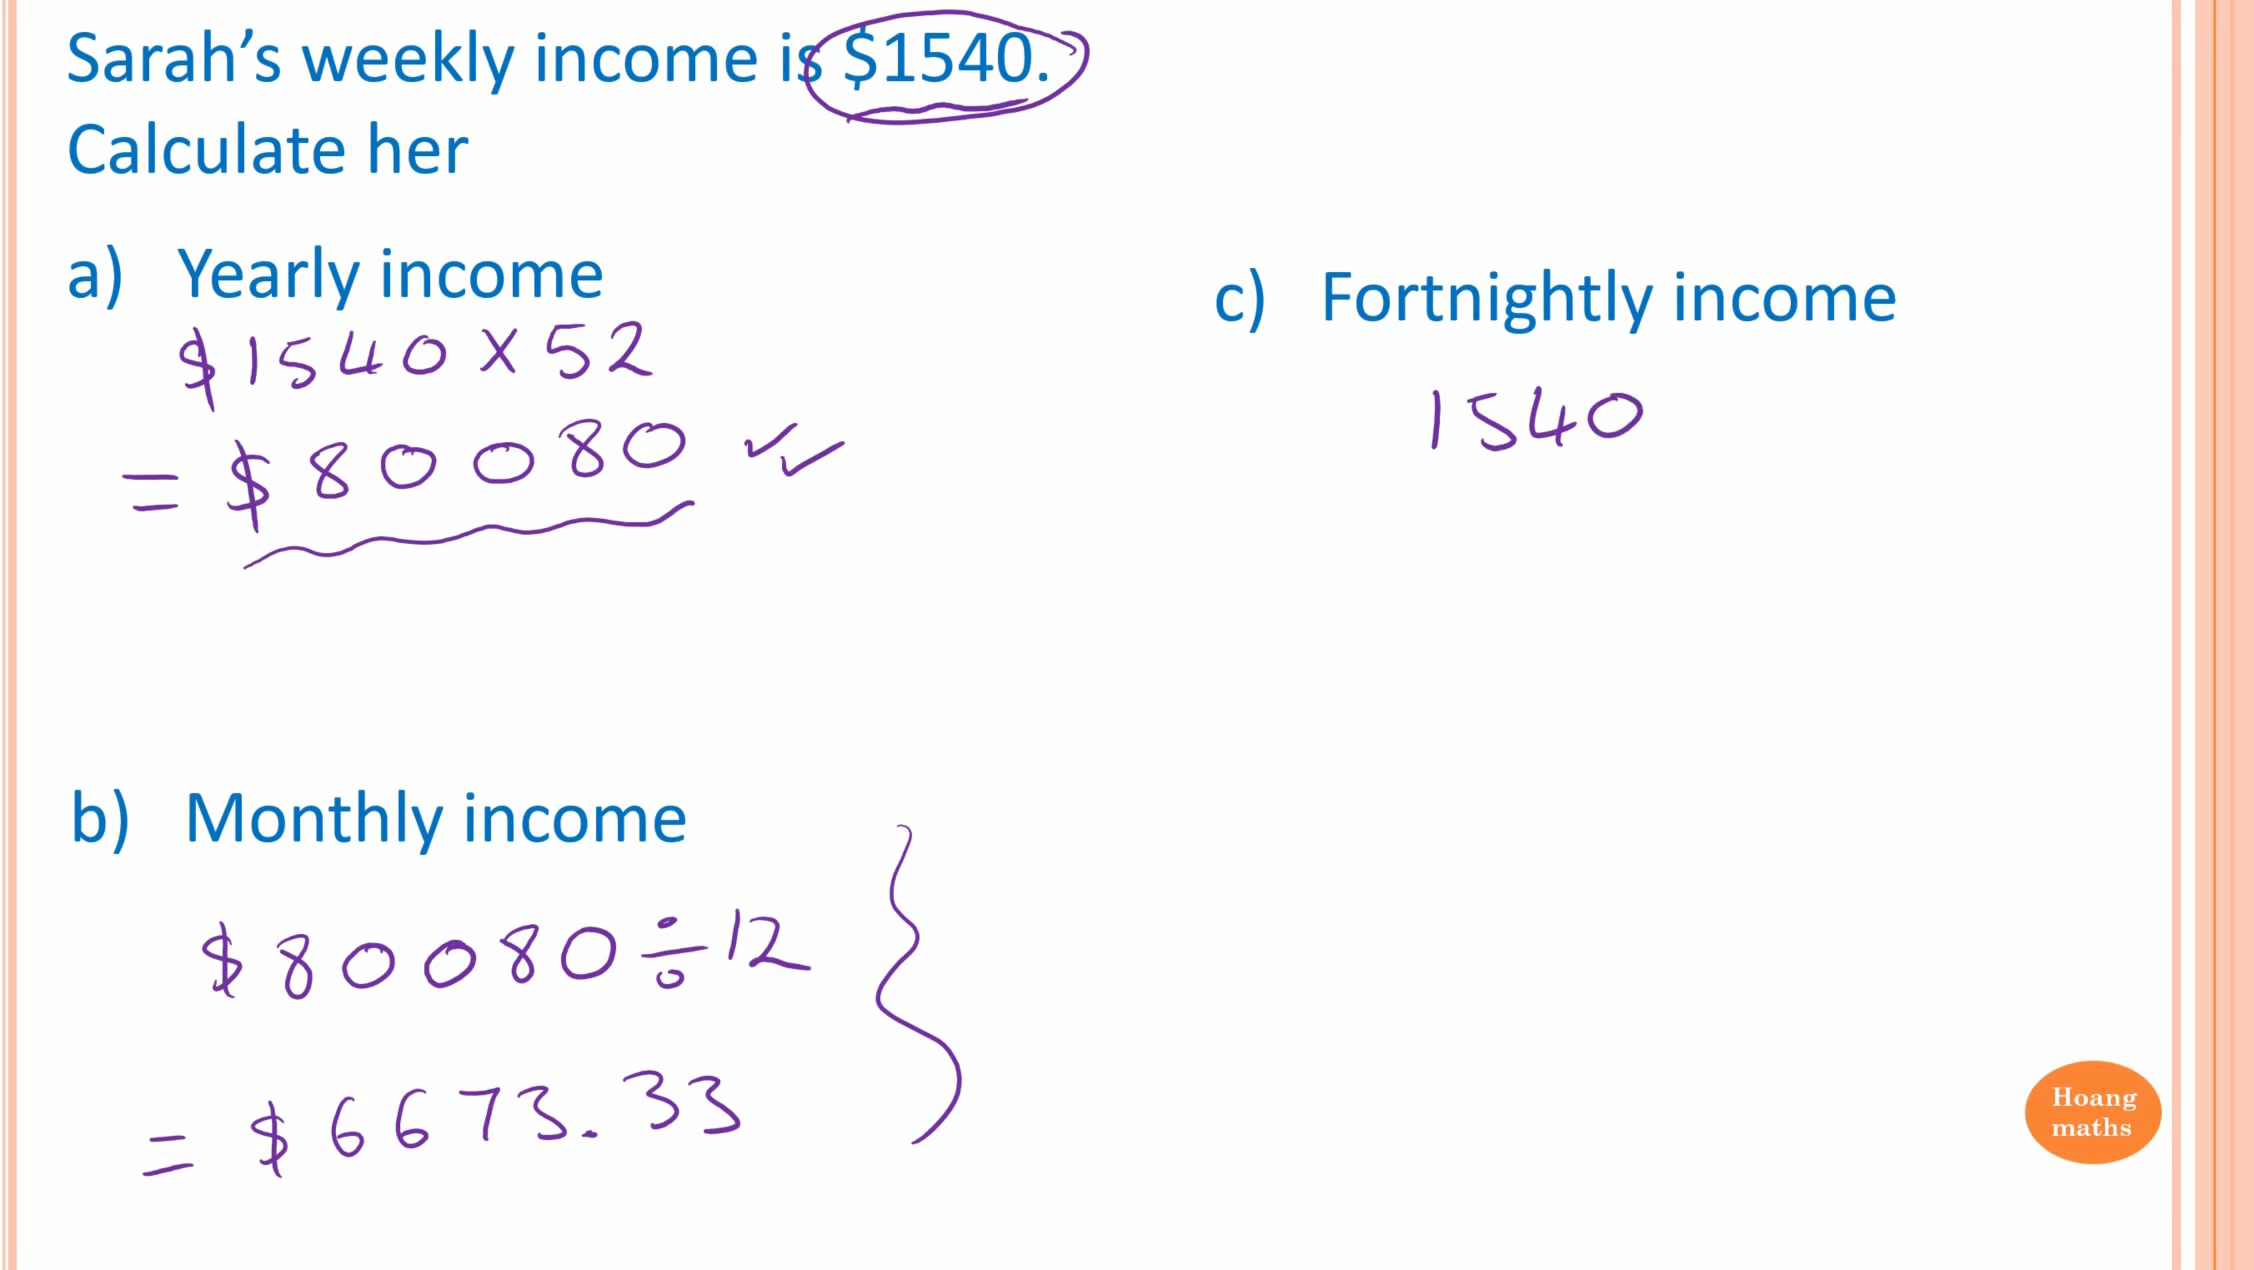 Sarah’s weekly income is $1540.
Calculate her
a) Yearly income
$1540 × 52
= $80080
b) Monthly income
$80080 ÷ 12
= $6673.33
c) Fortnightly income
1540
Hoang
maths